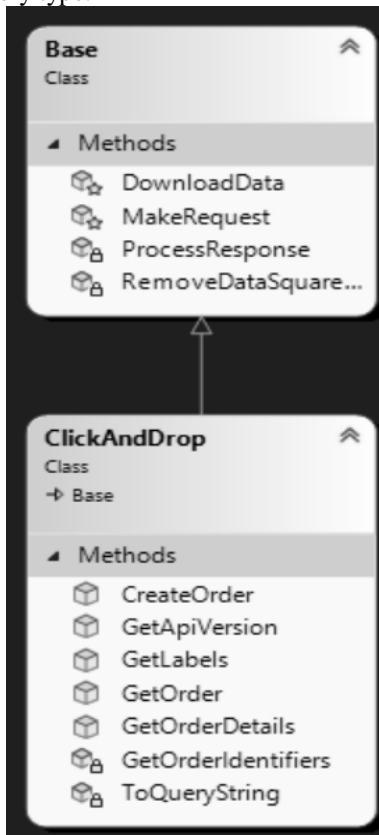 Base
Class
Methods
DownloadData
MakeRequest
ProcessResponse
RemoveDataSquare...
ClickAndDrop
Class
Base
Methods
CreateOrder
GetApiVersion
GetLabels
GetOrder
GetOrderDetails
GetOrderIdentifiers
ToQueryString